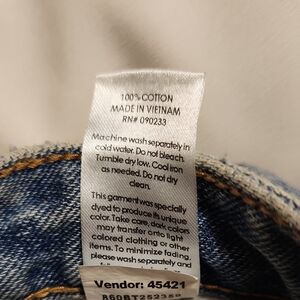 100% COTTON
MADE IN VIETNAM
RN# 090233
Machine wash separately in
cold water. Do not bleach.
Tumble dry low. Cool iron
as needed. Do not dry
clean.
This garment was specially
dyed to produce its unique
color. Take care, dark colors
may transfer onto light
colored clothing or other
items. To minimize fading,
please wash separately and
Vendor: 45421